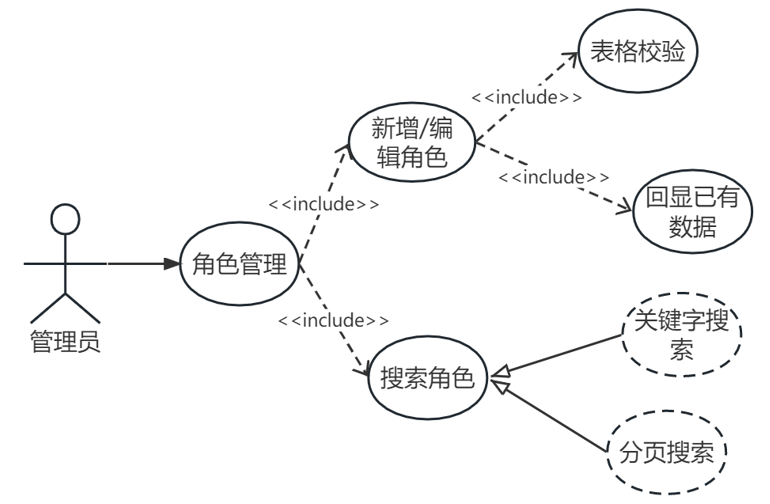 表格校验
<<include>>
新增/编
辑角色
<<include>>
回显已有
数据
<<include>>
角色管理
管理员
<<include>>
关键字搜
索
搜索角色
分页搜索